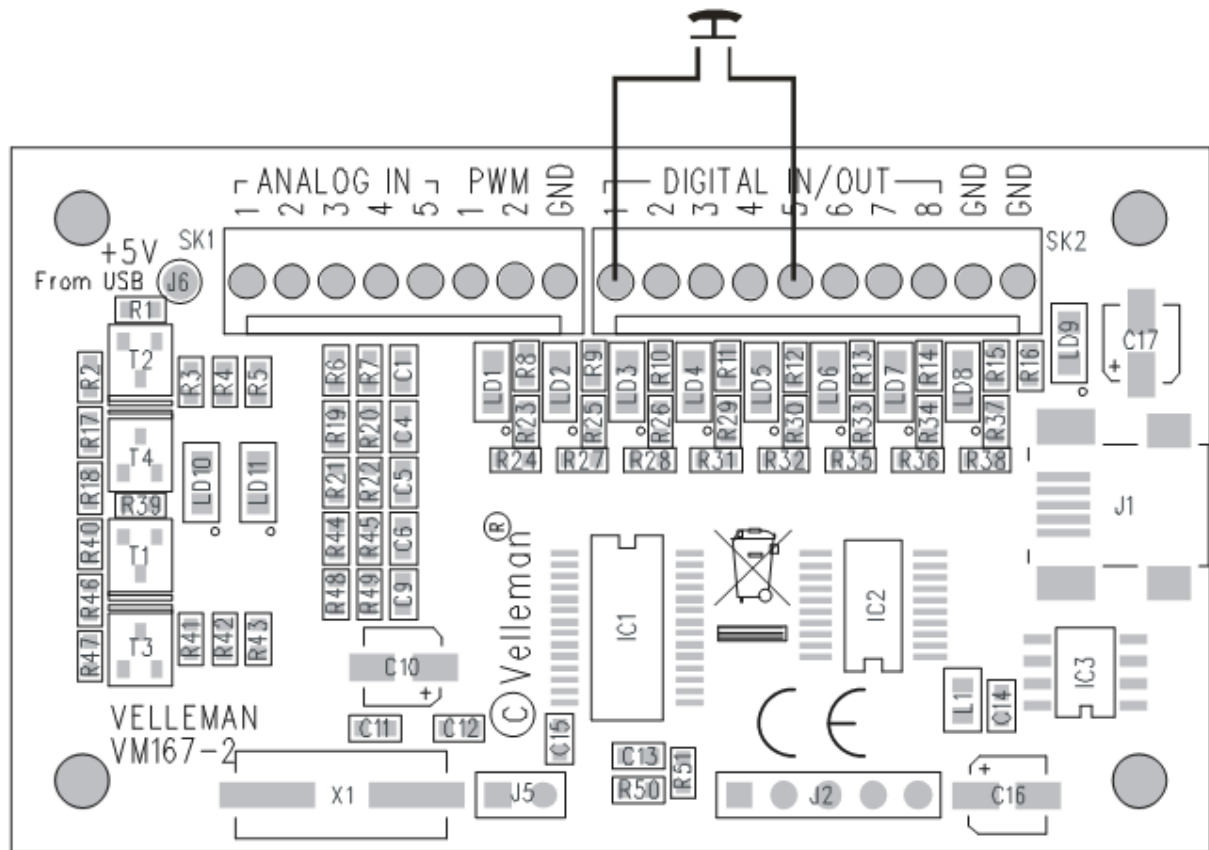 ANALOG IN PWM GND DIGITAL IN/OUT GND GND
1 2 3 4 5 1 2 1 2 3 4 5 6 7 8
SK1 SK2
+5V
From USB J6
R1
T2
R2 R3 R4 R5
R17
T4
R18
R39
R40
T1
R46
T3
R47 R41 R42 R43
LD10 LD11
R6 R7 C1
R19 R20 C4
R21 R22 C5
R44 R45 C6
R48 R49 C9
C10
+
C11 C12
LD1 R8 LD2 R9 LD3 R10 LD4 R11 LD5 R12 LD6 R13 LD7 R14 LD8 R15 R16 LD9
R23 R25 R26 R29 R30 R33 R34 R37
R24 R27 R28 R31 R32 R35 R36 R38
+ C17
J1
© Velleman®
IC1
IC2
IC3
L1 C14
C15
C13
R50
R51
CE
VELLEMAN
VM167-2
X1
J5
J2
+
C16